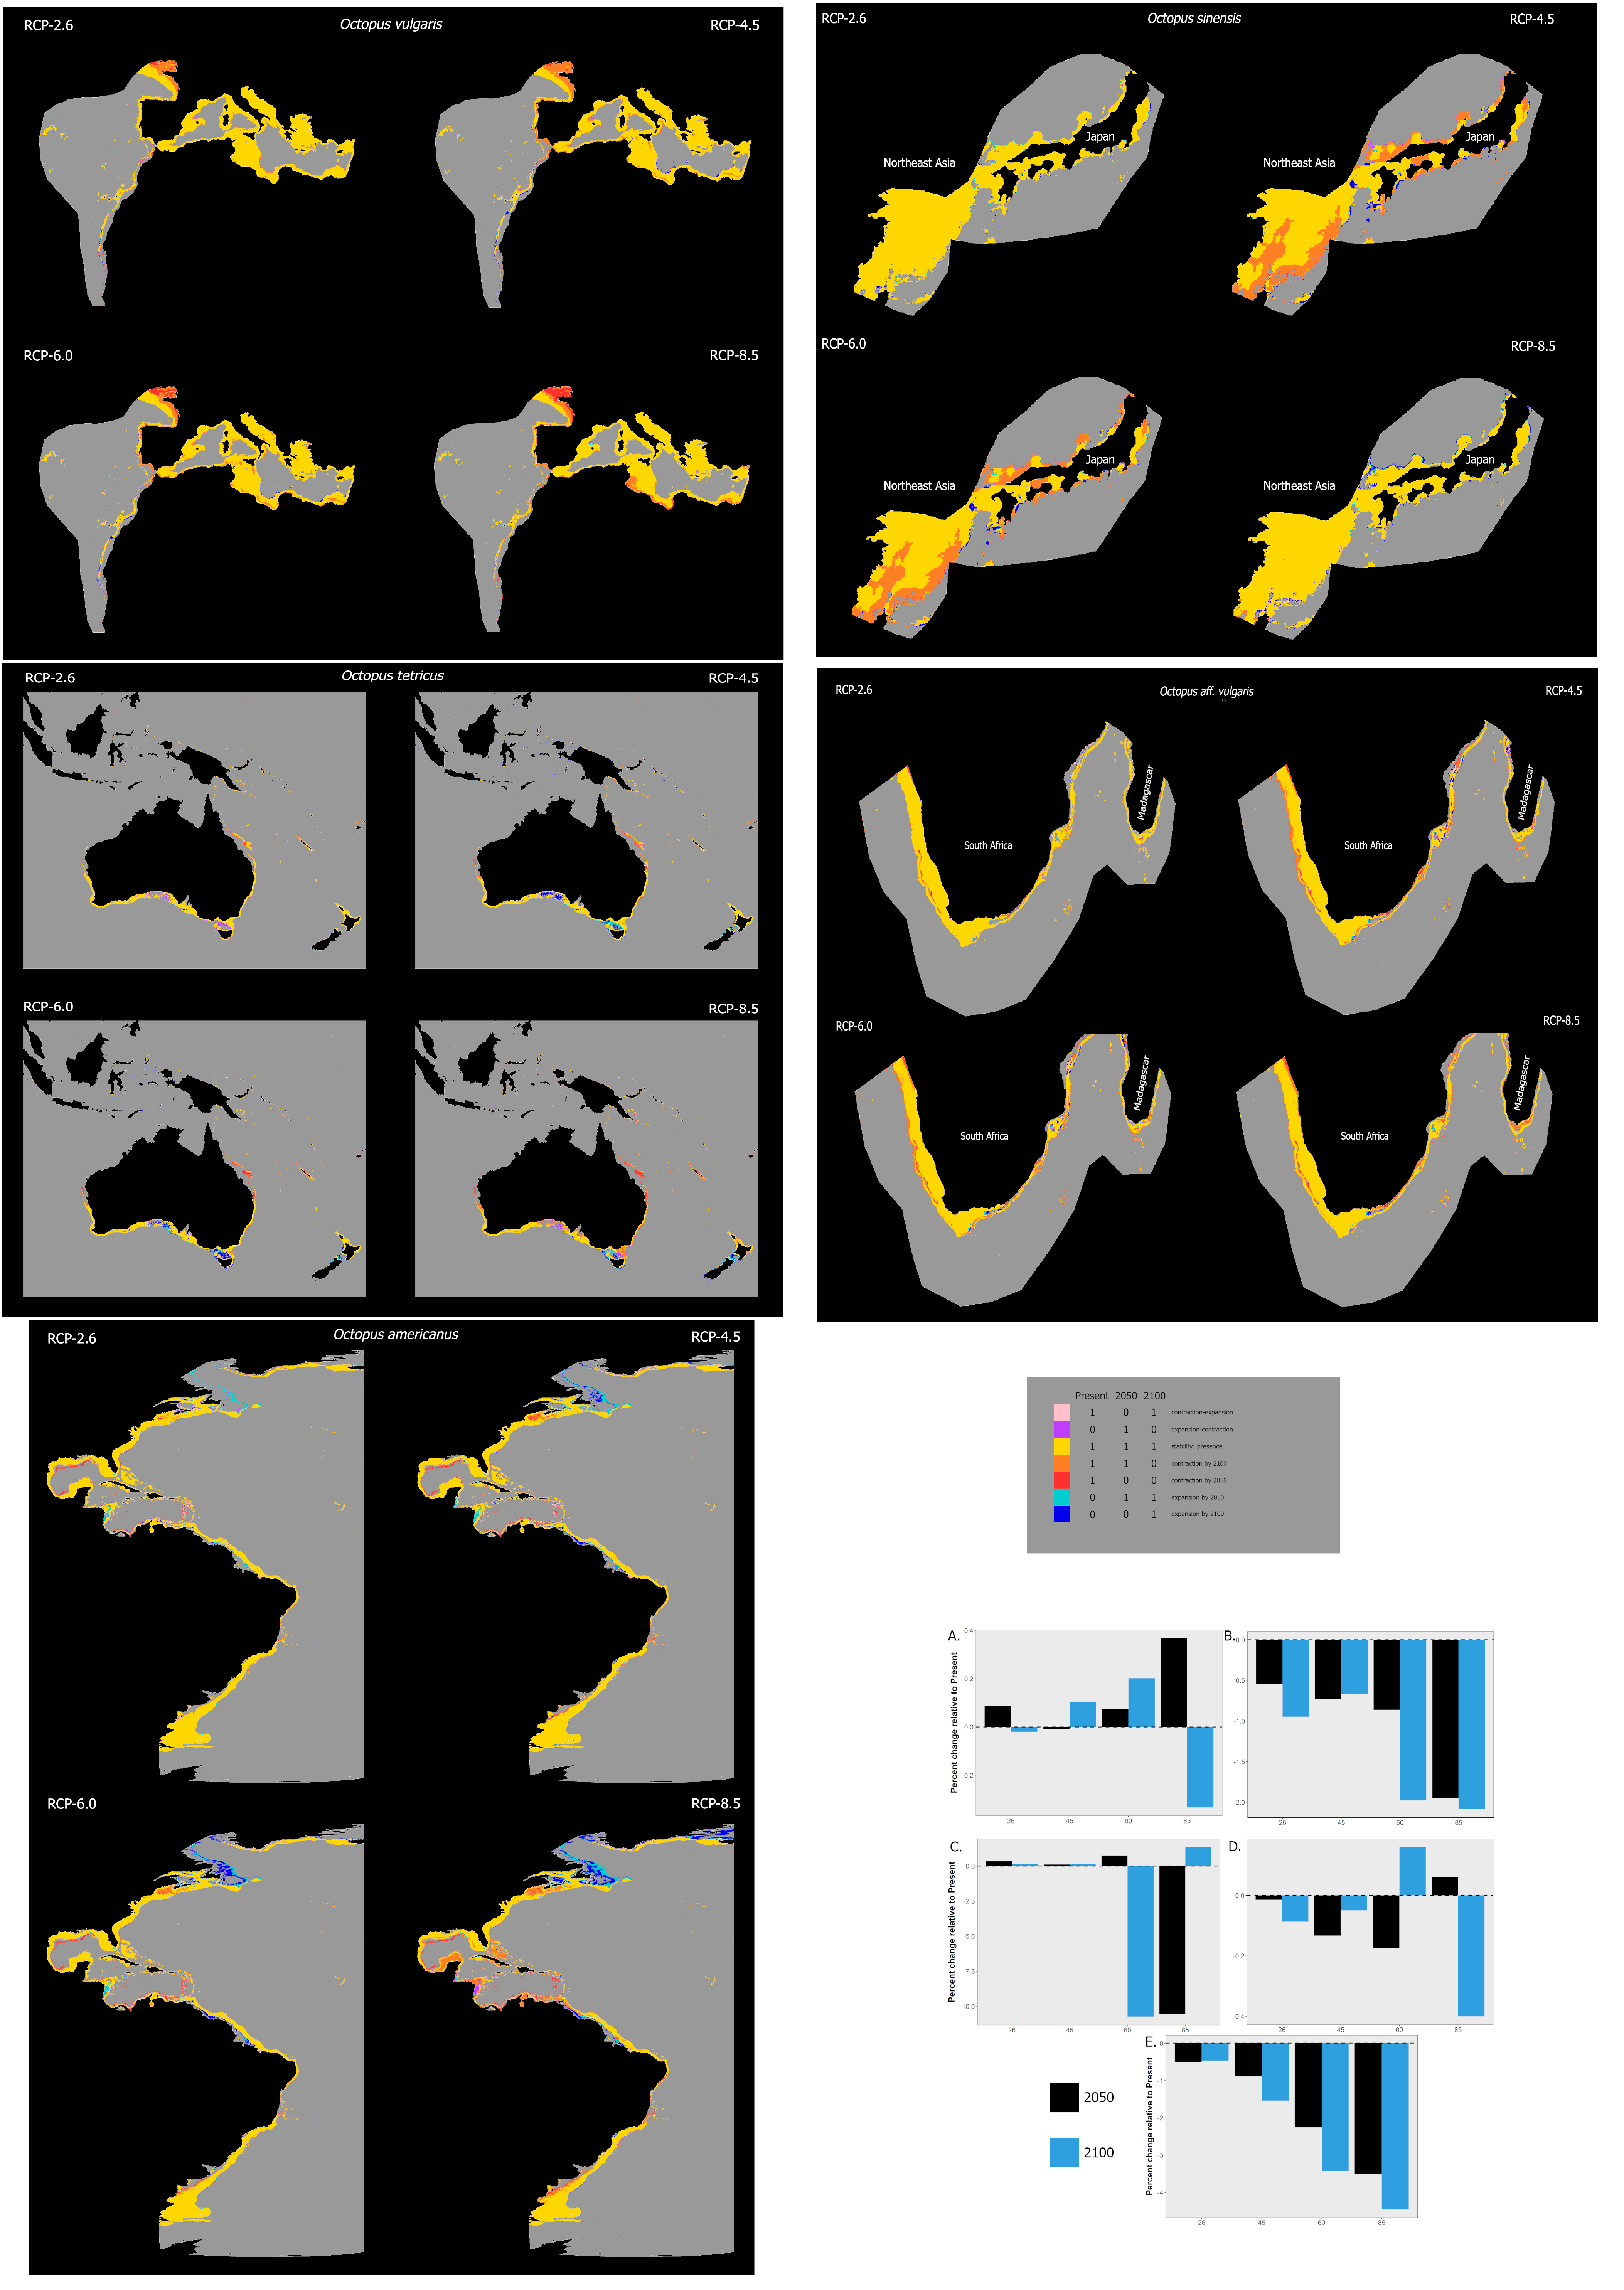 RCP-2.6 Octopus vulgaris RCP-4.5
RCP-6.0 RCP-8.5
RCP-2.6 Octopus sinensis RCP-4.5
Japan Japan
Northeast Asia Northeast Asia
RCP-6.0 RCP-8.5
Japan Japan
Northeast Asia Northeast Asia
RCP-2.6 Octopus tetricus RCP-4.5
RCP-6.0 RCP-8.5
RCP-2.6 Octopus aff. vulgaris RCP-4.5
Madagascar Madagascar
South Africa South Africa
RCP-6.0 RCP-8.5
Madagascar Madagascar
South Africa South Africa
RCP-2.6 Octopus americanus RCP-4.5
RCP-6.0 RCP-8.5
Present 2050 2100
1 0 1 contraction-expansion
0 1 0 expansion-contraction
1 1 1 stability: presence
1 1 0 contraction by 2100
1 0 0 contraction by 2050
0 1 1 expansion by 2050
0 0 1 expansion by 2100
A.
Percent change relative to Present
0.4
0.2
0.0
-0.2
26 45 60 85
B.
0.0
-0.5
-1.0
-1.5
-2.0
26 45 60 85
C.
Percent change relative to Present
0.0
-2.5
-5.0
-7.5
-10.0
26 45 60 85
D.
0.0
-0.2
-0.4
26 45 60 85
E.
Percent change relative to Present
0
-1
-2
-3
-4
26 45 60 85
2050
2100